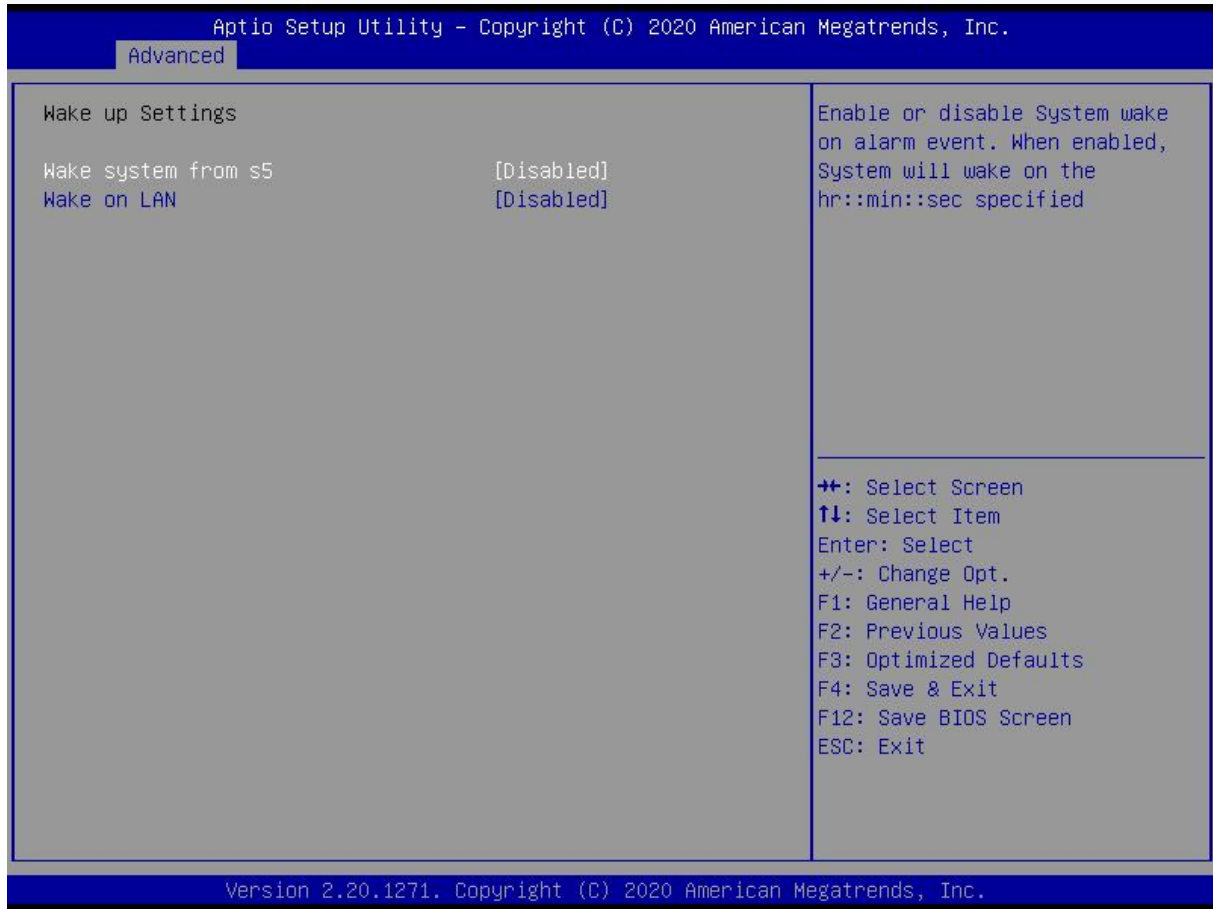 Aptio Setup Utility – Copyright (C) 2020 American Megatrends, Inc.
Advanced
Wake up Settings
Wake system from s5 [Disabled]
Wake on LAN [Disabled]
Enable or disable System wake
on alarm event. When enabled,
System will wake on the
hr::min::sec specified
→←: Select Screen
↑↓: Select Item
Enter: Select
+/-: Change Opt.
F1: General Help
F2: Previous Values
F3: Optimized Defaults
F4: Save & Exit
F12: Save BIOS Screen
ESC: Exit
Version 2.20.1271. Copyright (C) 2020 American Megatrends, Inc.